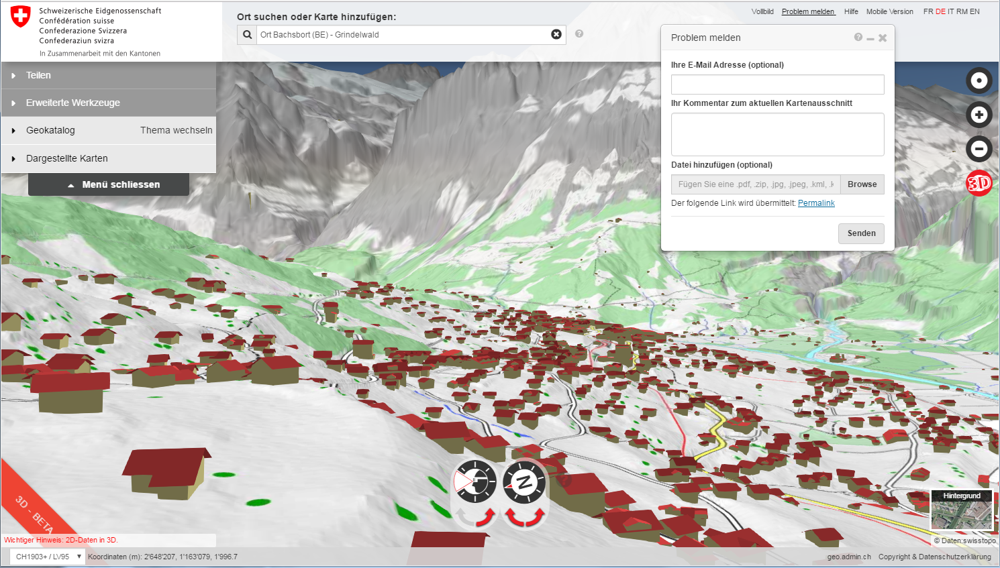 Schweizerische Eidgenossenschaft
Confédération suisse
Confederazione Svizzera
Confederaziun svizra
In Zusammenarbeit mit den Kantonen
Ort suchen oder Karte hinzufügen:
Ort Bachsbort (BE) - Grindelwald
Vollbild Problem melden Hilfe Mobile Version FR DE IT RM EN
Problem melden
Ihre E-Mail Adresse (optional)
Ihr Kommentar zum aktuellen Kartenausschnitt
Datei hinzufügen (optional)
Fügen Sie eine .pdf, .zip, .jpg, .jpeg, .kml, .k Browse
Der folgende Link wird übermittelt: Permalink
Senden
Teilen
Erweiterte Werkzeuge
Geokatalog Thema wechseln
Dargestellte Karten
Menü schliessen
3D
N
3D - BETA
Wichtiger Hinweis: 2D-Daten in 3D.
Hintergrund
© Daten:swisstopo
CH1903+ / LV95 Koordinaten (m): 2'648'207, 1'163'079, 1'996.7
geo.admin.ch Copyright & Datenschutzerklärung